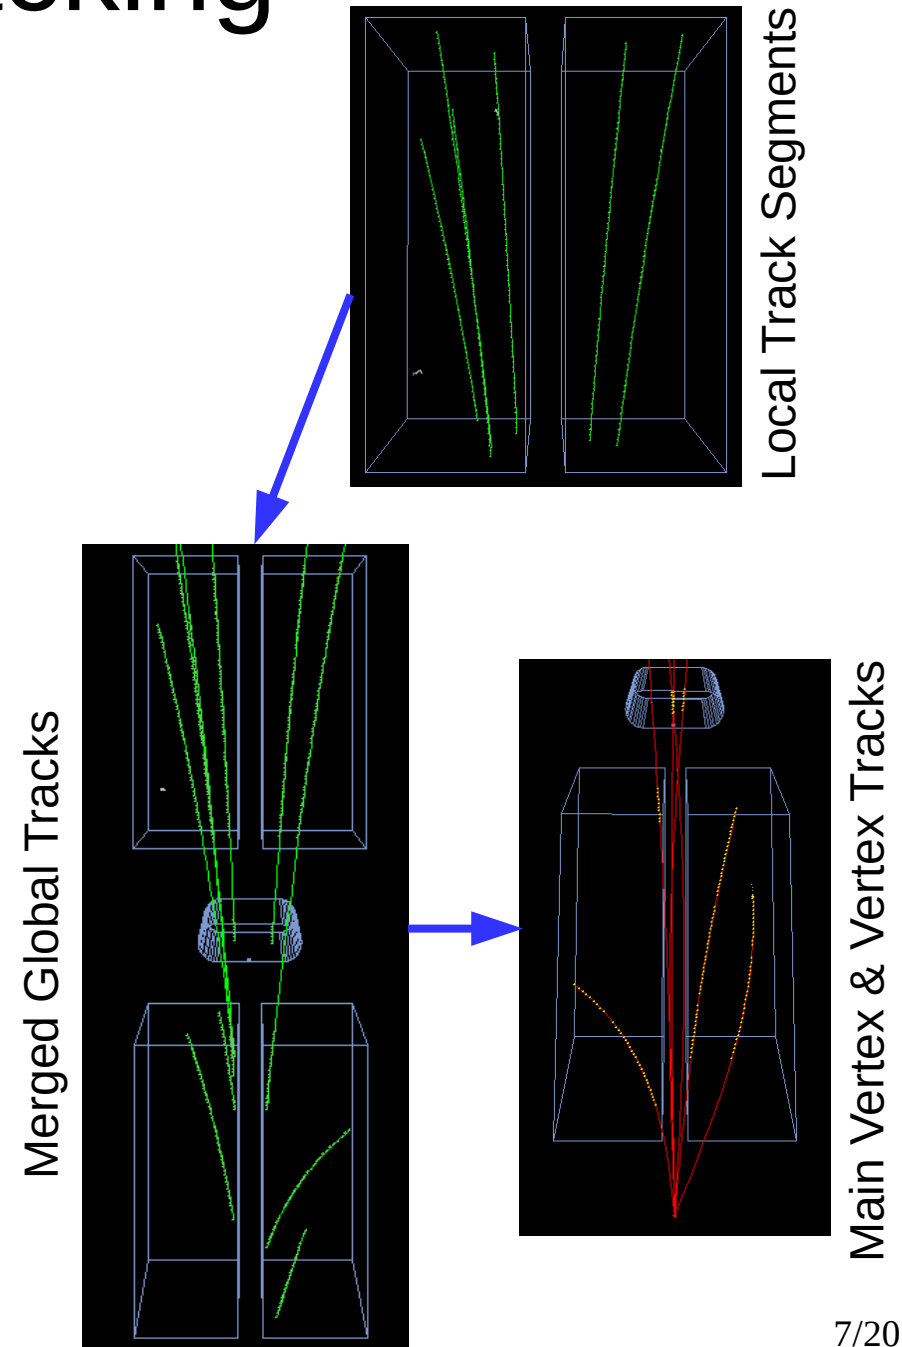 Local Track Segments
Merged Global Tracks
Main Vertex & Vertex Tracks
7/20